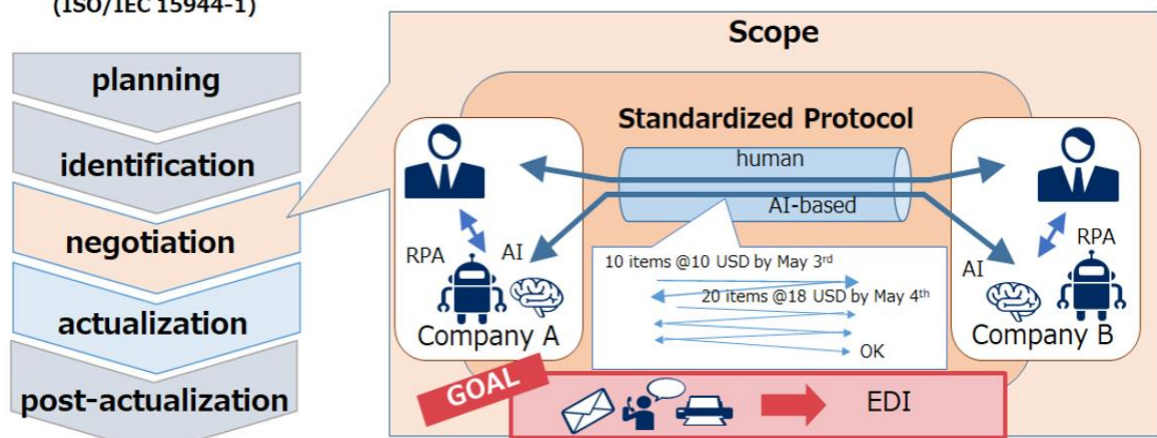 (ISO/IEC 15944-1)
planning
identification
negotiation
actualization
post-actualization
Scope
Standardized Protocol
human
AI-based
RPA
AI
Company A
10 items @10 USD by May 3rd
20 items @18 USD by May 4th
OK
RPA
AI
Company B
GOAL
EDI